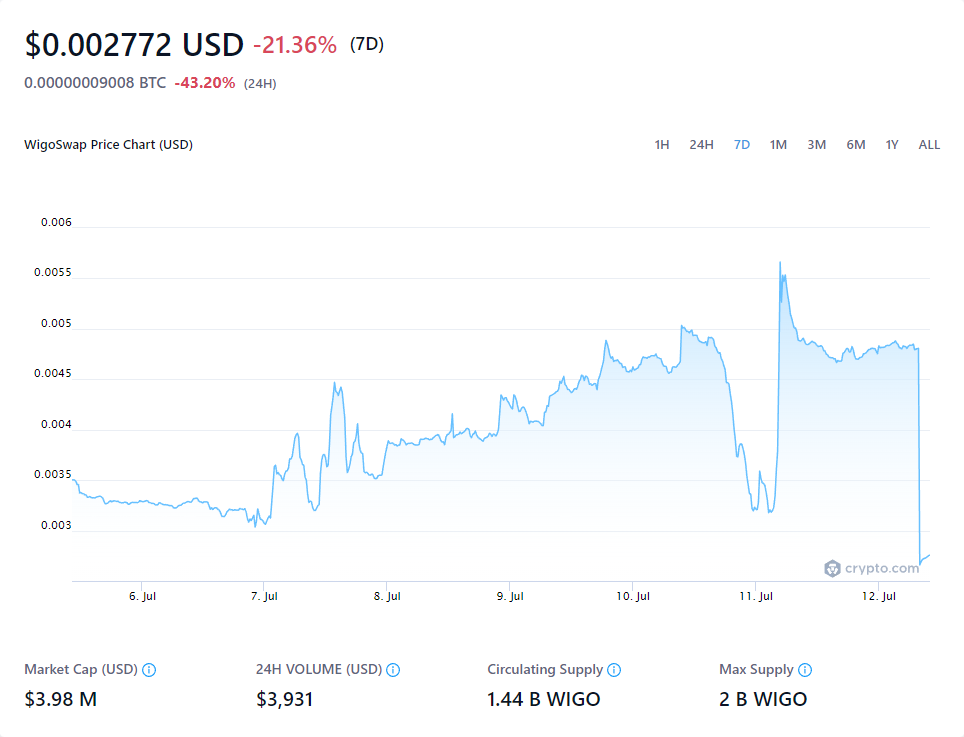 $0.002772 USD -21.36% (7D)
0.00000009008 BTC -43.20% (24H)
WigoSwap Price Chart (USD) 1H 24H 7D 1M 3M 6M 1Y ALL
0.006
0.0055
0.005
0.0045
0.004
0.0035
0.003
crypto.com
6. Jul 7. Jul 8. Jul 9. Jul 10. Jul 11. Jul 12. Jul
Market Cap (USD) 24H VOLUME (USD) Circulating Supply Max Supply
$3.98 M $3,931 1.44 B WIGO 2 B WIGO